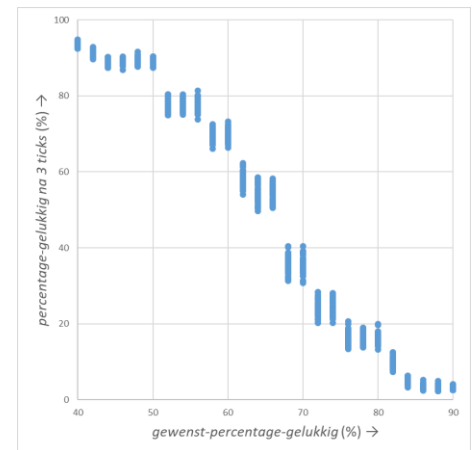 100
80
60
40
20
0
percentage-gelukkig na 3 ticks (%) →
40 50 60 70 80 90
gewenst-percentage-gelukkig (%) →